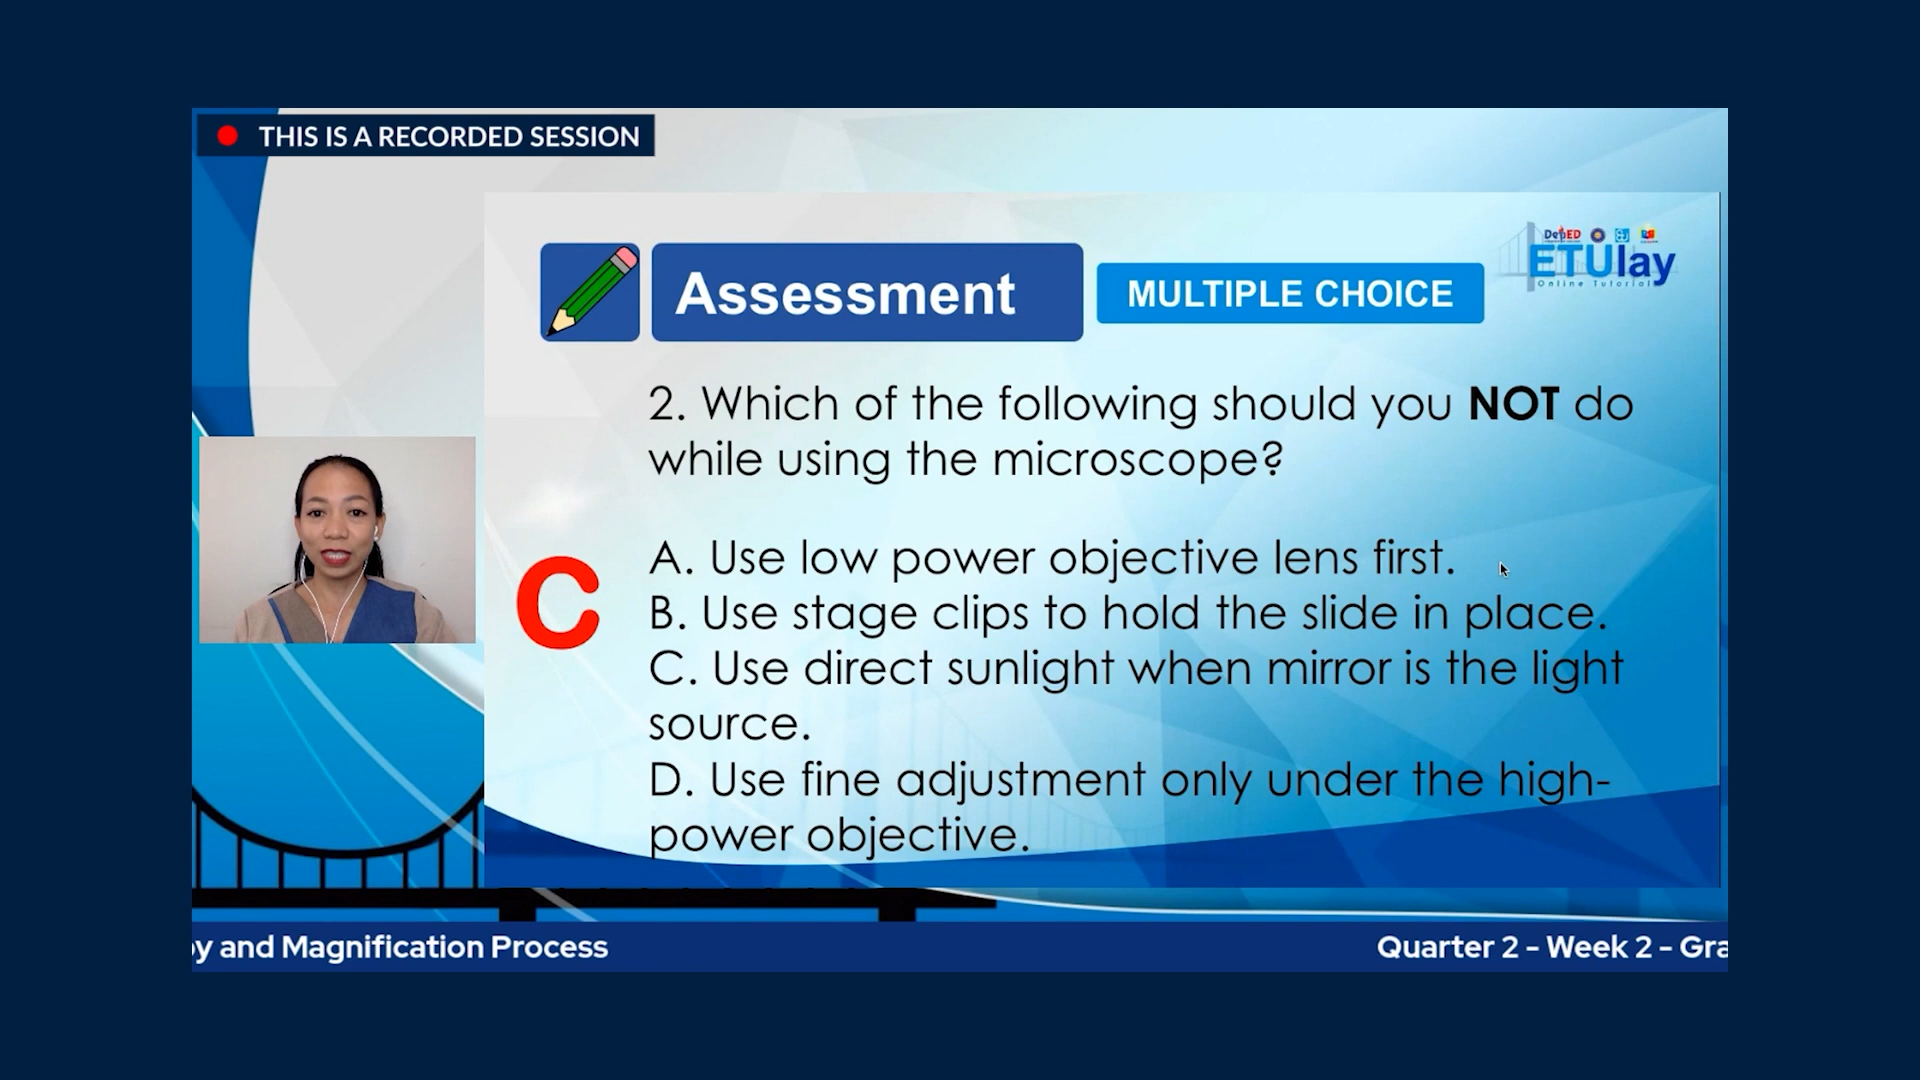 THIS IS A RECORDED SESSION
DepED
ETUlay
Online Tutorial
Assessment
MULTIPLE CHOICE
2. Which of the following should you NOT do
while using the microscope?
C
A. Use low power objective lens first.
B. Use stage clips to hold the slide in place.
C. Use direct sunlight when mirror is the light
source.
D. Use fine adjustment only under the high-
power objective.
and Magnification Process
Quarter 2 - Week 2 -